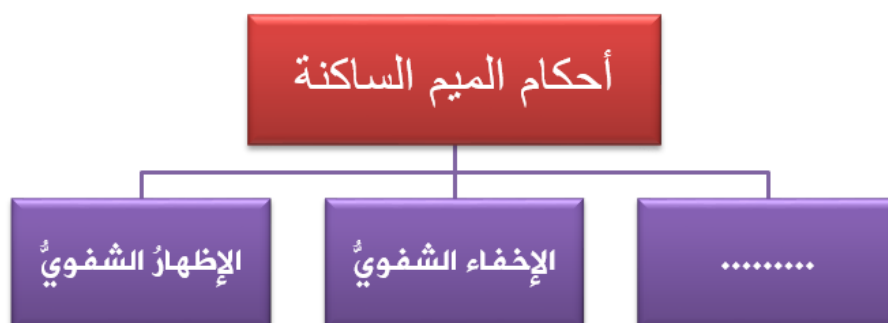 أحكام الميم الساكنة
.........
الإخفاء الشفويُّ
الإظهارُ الشفويُّ